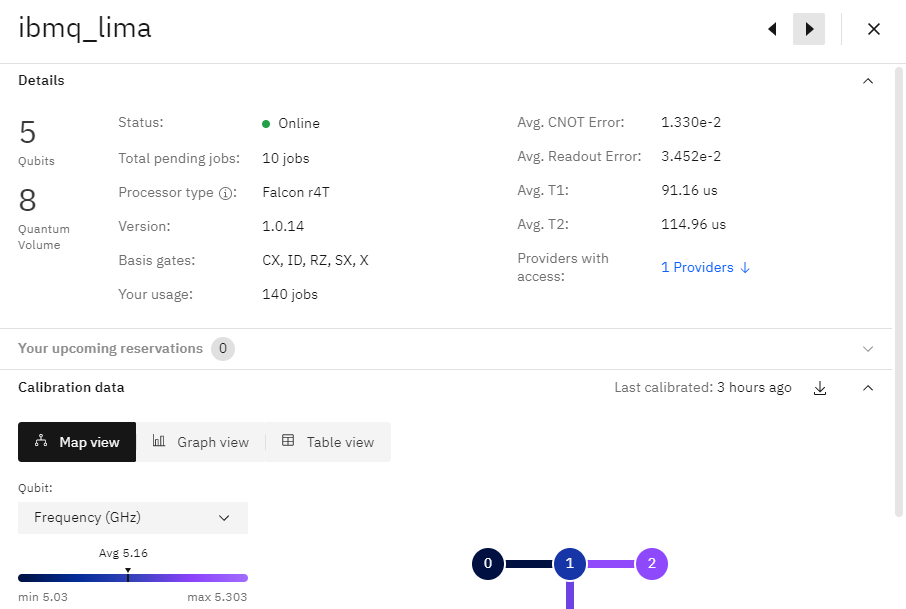 ibmq_lima
Details
5
Qubits
8
Quantum
Volume
Status: Online
Total pending jobs: 10 jobs
Processor type ⓘ: Falcon r4T
Version: 1.0.14
Basis gates: CX, ID, RZ, SX, X
Your usage: 140 jobs
Avg. CNOT Error: 1.330e-2
Avg. Readout Error: 3.452e-2
Avg. T1: 91.16 us
Avg. T2: 114.96 us
Providers with
access: 1 Providers ↓
Your upcoming reservations 0
Calibration data Last calibrated: 3 hours ago
Map view Graph view Table view
Qubit:
Frequency (GHz)
Avg 5.16
min 5.03 max 5.303
0 1 2